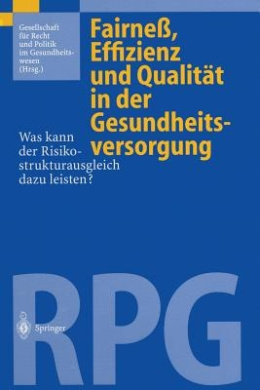 Gesellschaft
für Recht
und Politik
im Gesundheits-
wesen
(Hrsg.)
Fairneß,
Effizienz
und Qualität
in der
Gesundheits-
versorgung
Was kann
der Risiko-
strukturausgleich
dazu leisten?
Springer
RPG